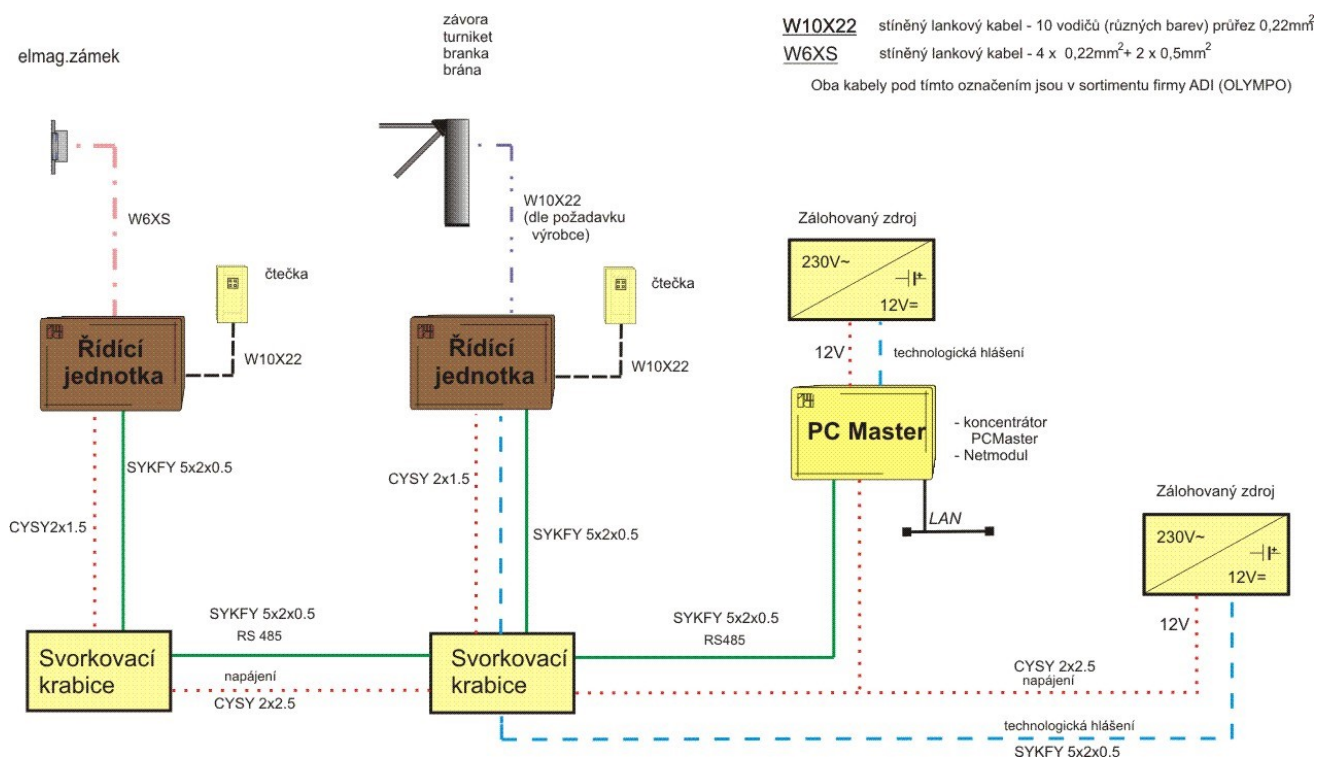 závora
turniket
branka
brána
elmag.zámek
W10X22 stíněný lankový kabel - 10 vodičů (různých barev) průřez 0,22mm²
W6XS stíněný lankový kabel - 4 x 0,22mm² + 2 x 0,5mm²
Oba kabely pod tímto označením jsou v sortimentu firmy ADI (OLYMPO)
W6XS
W10X22
(dle požadavku
výrobce)
čtečka
čtečka
Zálohovaný zdroj
230V~
12V=
Řídící
jednotka
W10X22
Řídící
jednotka
W10X22
12V
technologická hlášení
PC Master
- koncentrátor
PCMaster
- Netmodul
LAN
SYKFY 5x2x0.5
CYSY2x1.5
CYSY 2x1.5
SYKFY 5x2x0.5
Zálohovaný zdroj
230V~
12V=
12V
SYKFY 5x2x0.5
RS 485
SYKFY 5x2x0.5
RS485
Svorkovací
krabice
napájení
CYSY 2x2.5
Svorkovací
krabice
CYSY 2x2.5
napájení
technologická hlášení
SYKFY 5x2x0.5